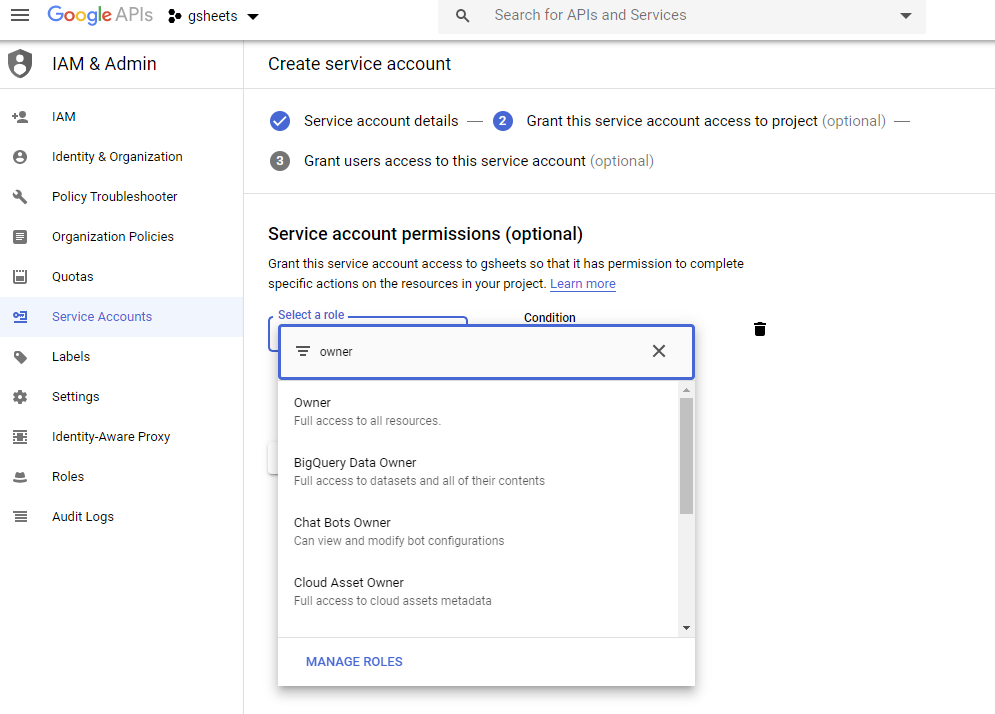 Google APIs gsheets Search for APIs and Services
IAM & Admin
IAM
Identity & Organization
Policy Troubleshooter
Organization Policies
Quotas
Service Accounts
Labels
Settings
Identity-Aware Proxy
Roles
Audit Logs
Create service account
Service account details — 2 Grant this service account access to project (optional) —
3 Grant users access to this service account (optional)
Service account permissions (optional)
Grant this service account access to gsheets so that it has permission to complete
specific actions on the resources in your project. Learn more
Select a role Condition
owner
Owner
Full access to all resources.
BigQuery Data Owner
Full access to datasets and all of their contents
Chat Bots Owner
Can view and modify bot configurations
Cloud Asset Owner
Full access to cloud assets metadata
MANAGE ROLES